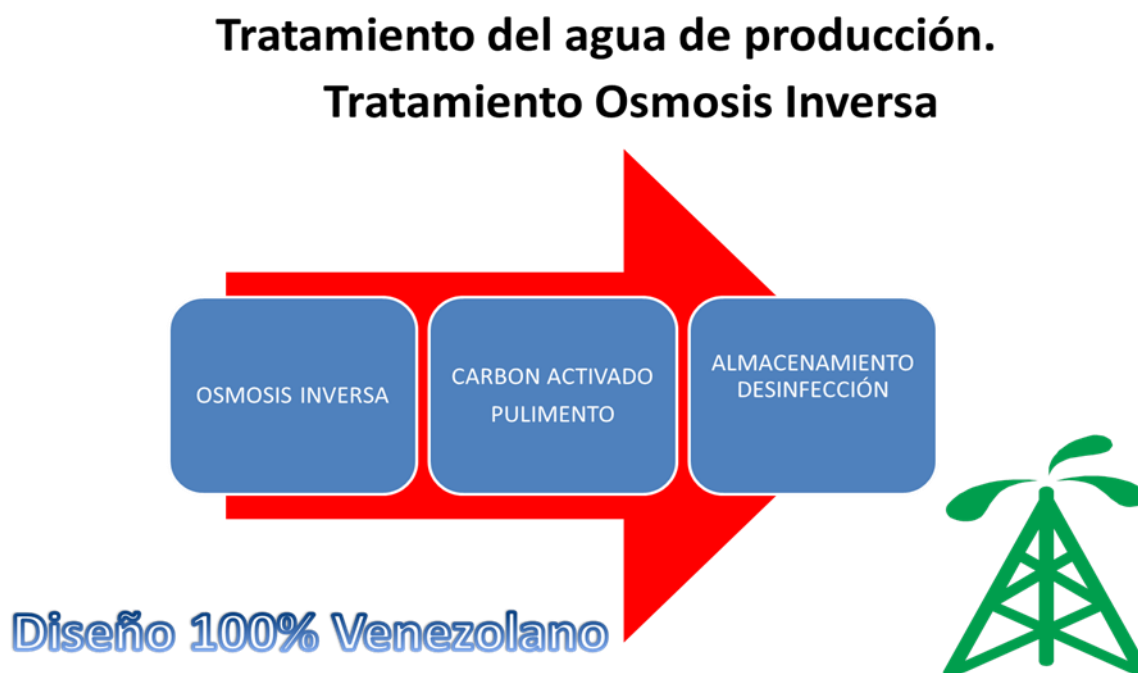 Tratamiento del agua de producción.
Tratamiento Osmosis Inversa
OSMOSIS INVERSA
CARBON ACTIVADO
PULIMENTO
ALMACENAMIENTO
DESINFECCIÓN
Diseño 100% Venezolano